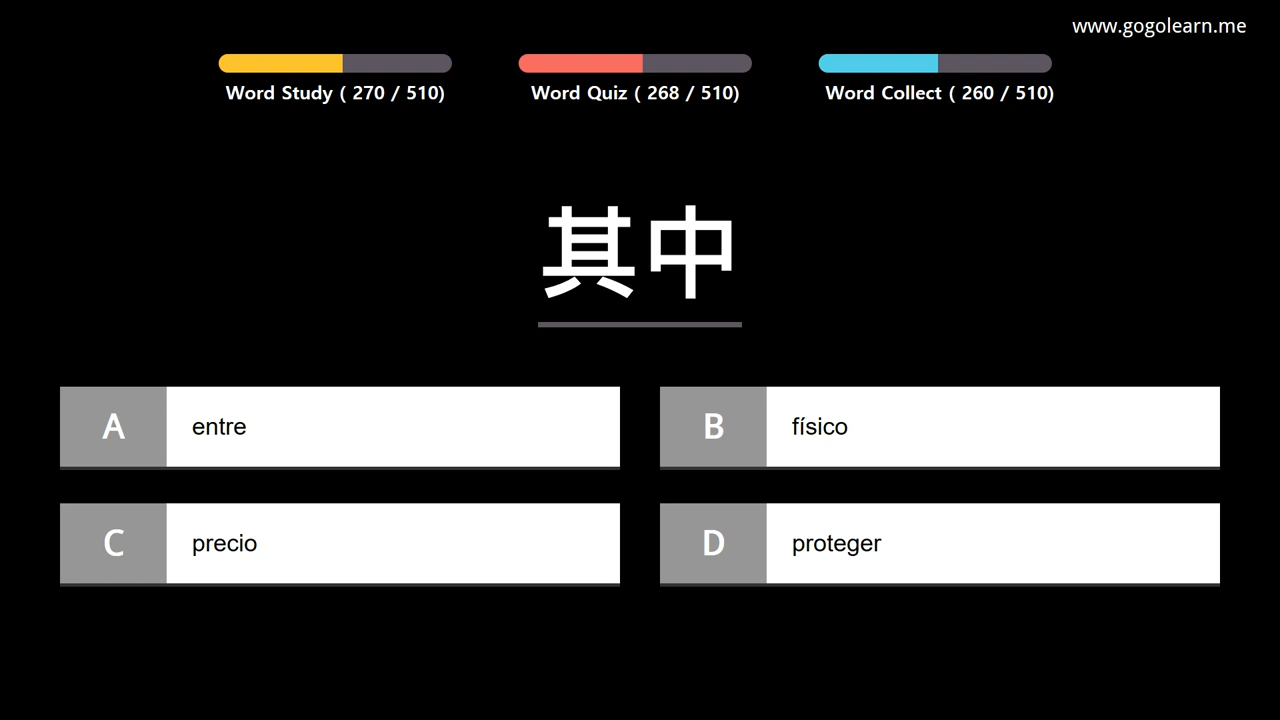 www.gogolearn.me
Word Study ( 270 / 510)
Word Quiz ( 268 / 510)
Word Collect ( 260 / 510)
其中
A entre
B físico
C precio
D proteger